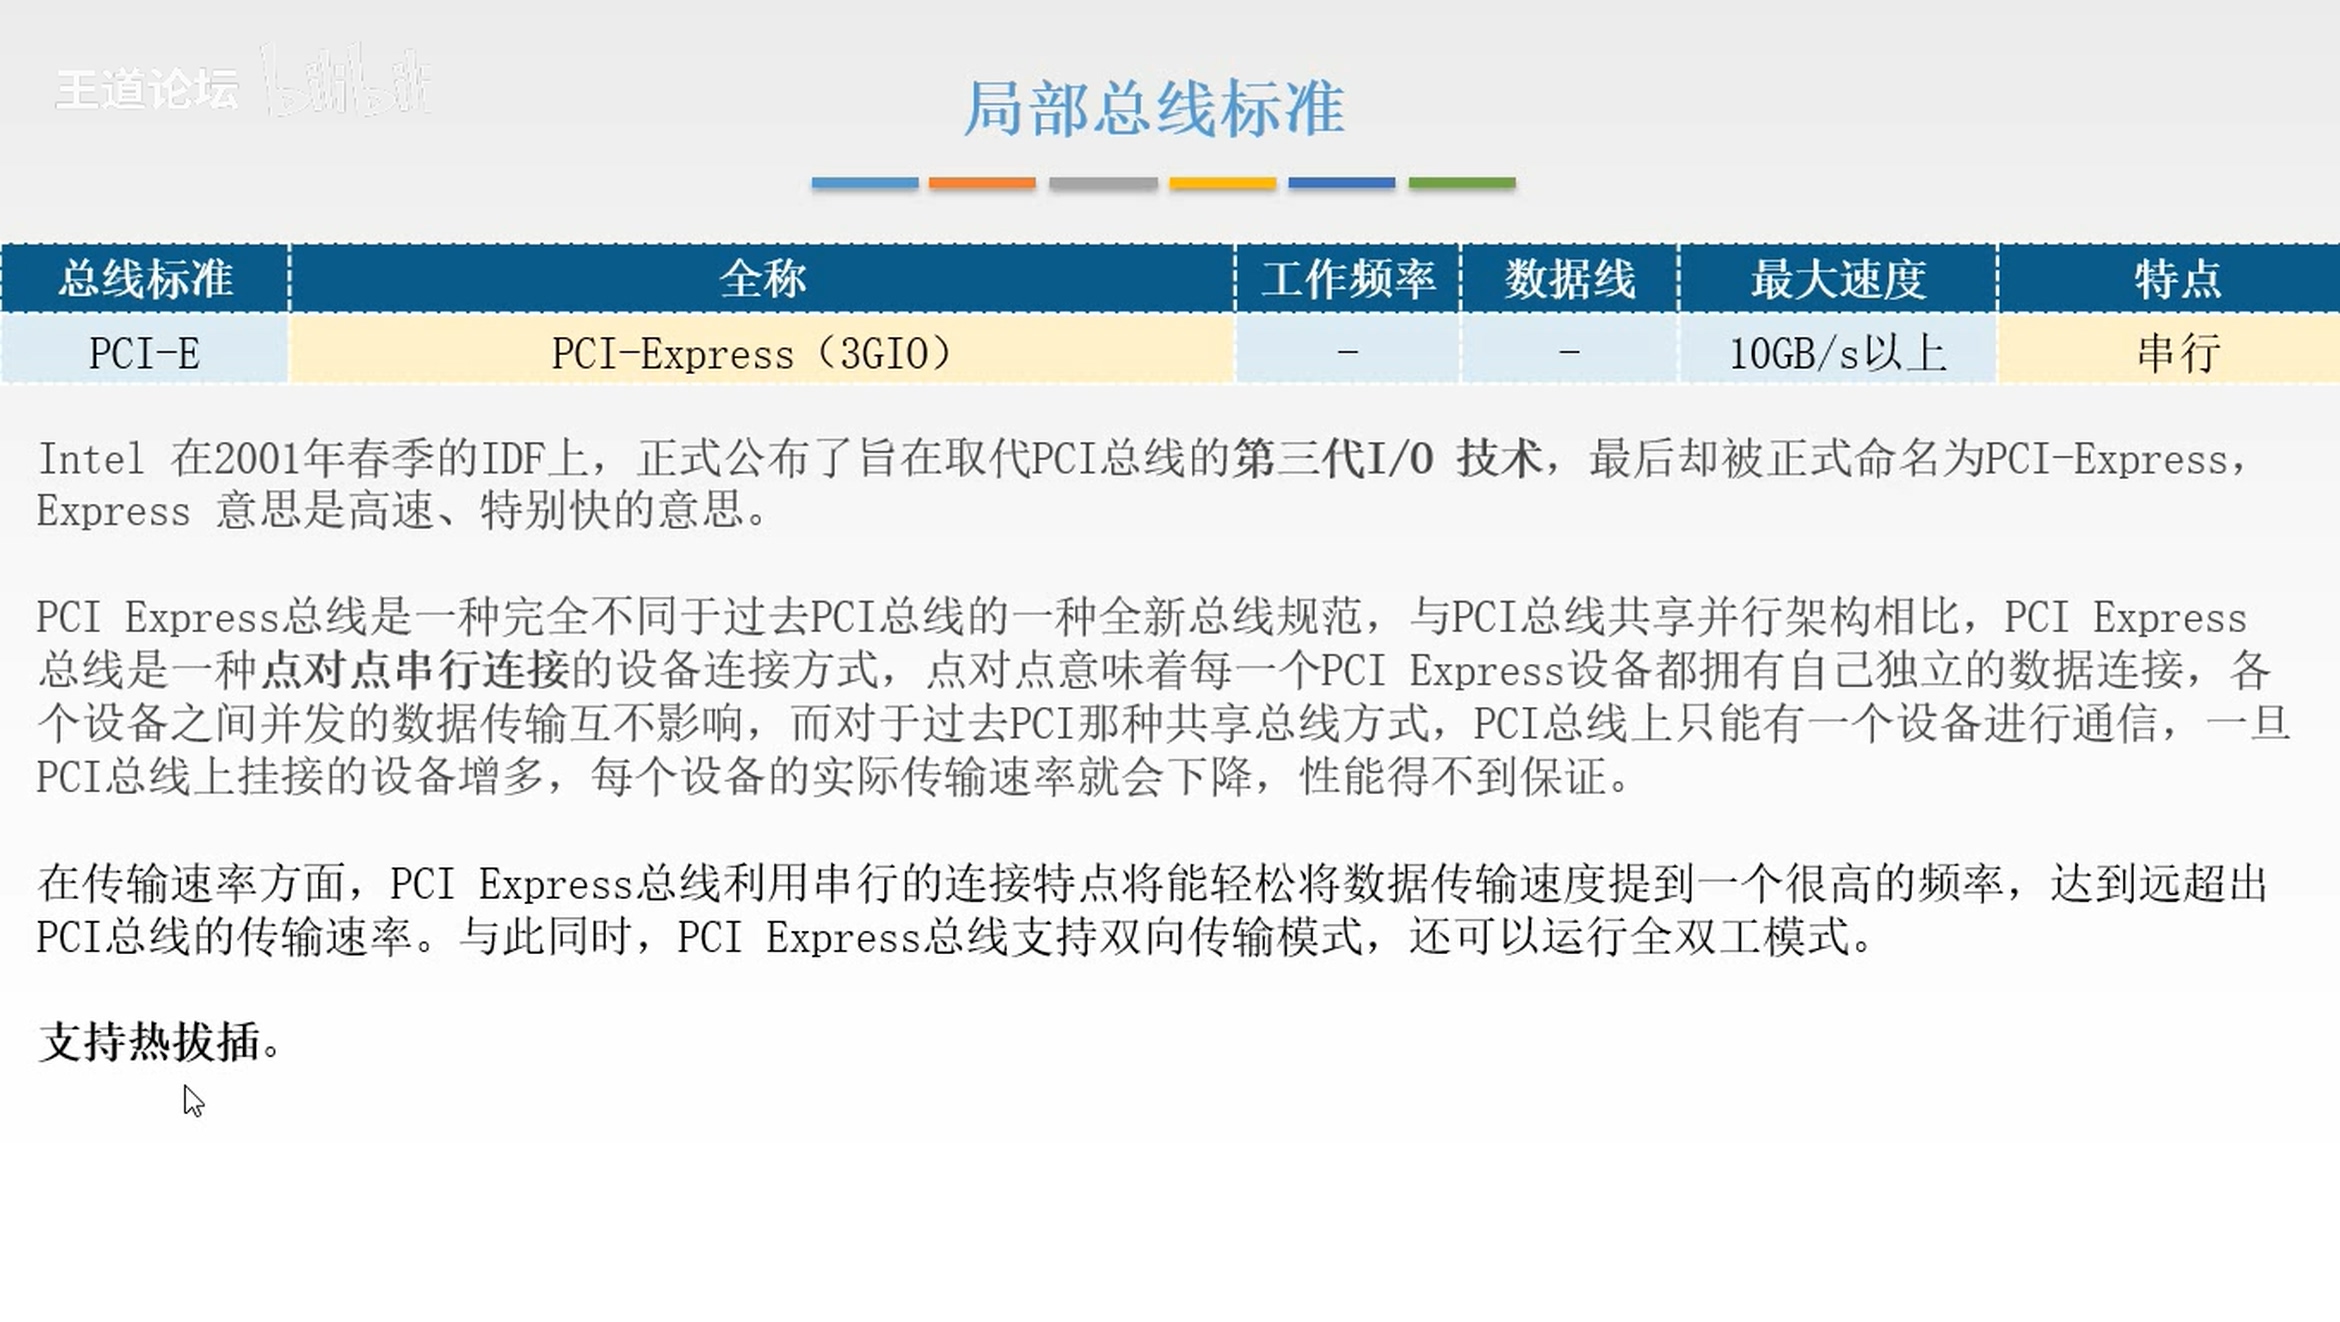 王道论坛 bilibili
局部总线标准
总线标准 全称 工作频率 数据线 最大速度 特点
PCI-E PCI-Express（3GIO） - - 10GB/s以上 串行
Intel 在2001年春季的IDF上，正式公布了旨在取代PCI总线的第三代I/O 技术，最后却被正式命名为PCI-Express，
Express 意思是高速、特别快的意思。
PCI Express总线是一种完全不同于过去PCI总线的一种全新总线规范，与PCI总线共享并行架构相比，PCI Express
总线是一种点对点串行连接的设备连接方式，点对点意味着每一个PCI Express设备都拥有自己独立的数据连接，各
个设备之间并发的数据传输互不影响，而对于过去PCI那种共享总线方式，PCI总线上只能有一个设备进行通信，一旦
PCI总线上挂接的设备增多，每个设备的实际传输速率就会下降，性能得不到保证。
在传输速率方面，PCI Express总线利用串行的连接特点将能轻松将数据传输速度提到一个很高的频率，达到远超出
PCI总线的传输速率。与此同时，PCI Express总线支持双向传输模式，还可以运行全双工模式。
支持热拔插。